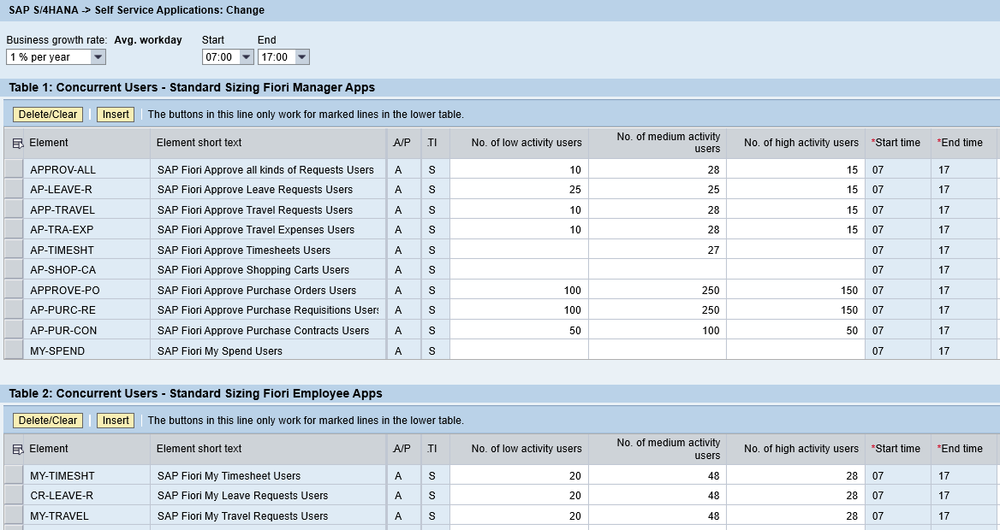 SAP S/4HANA -> Self Service Applications: Change
Business growth rate: Avg. workday Start End
1 % per year 07:00 17:00
Table 1: Concurrent Users - Standard Sizing Fiori Manager Apps
Delete/Clear Insert The buttons in this line only work for marked lines in the lower table.
Element Element short text .A/P .TI No. of low activity users No. of medium activity users No. of high activity users *Start time *End time
APPROV-ALL SAP Fiori Approve all kinds of Requests Users A S 10 28 15 07 17
AP-LEAVE-R SAP Fiori Approve Leave Requests Users A S 25 25 15 07 17
APP-TRAVEL SAP Fiori Approve Travel Requests Users A S 10 28 15 07 17
AP-TRA-EXP SAP Fiori Approve Travel Expenses Users A S 10 28 15 07 17
AP-TIMESHT SAP Fiori Approve Timesheets Users A S 27 07 17
AP-SHOP-CA SAP Fiori Approve Shopping Carts Users A S 07 17
APPROVE-PO SAP Fiori Approve Purchase Orders Users A S 100 250 150 07 17
AP-PURC-RE SAP Fiori Approve Purchase Requisitions Users A S 100 250 150 07 17
AP-PUR-CON SAP Fiori Approve Purchase Contracts Users A S 50 100 50 07 17
MY-SPEND SAP Fiori My Spend Users A S 07 17
Table 2: Concurrent Users - Standard Sizing Fiori Employee Apps
Delete/Clear Insert The buttons in this line only work for marked lines in the lower table.
Element Element short text .A/P .TI No. of low activity users No. of medium activity users No. of high activity users *Start time *End time
MY-TIMESHT SAP Fiori My Timesheet Users A S 20 48 28 07 17
CR-LEAVE-R SAP Fiori My Leave Requests Users A S 20 48 28 07 17
MY-TRAVEL SAP Fiori My Travel Requests Users A S 20 48 28 07 17